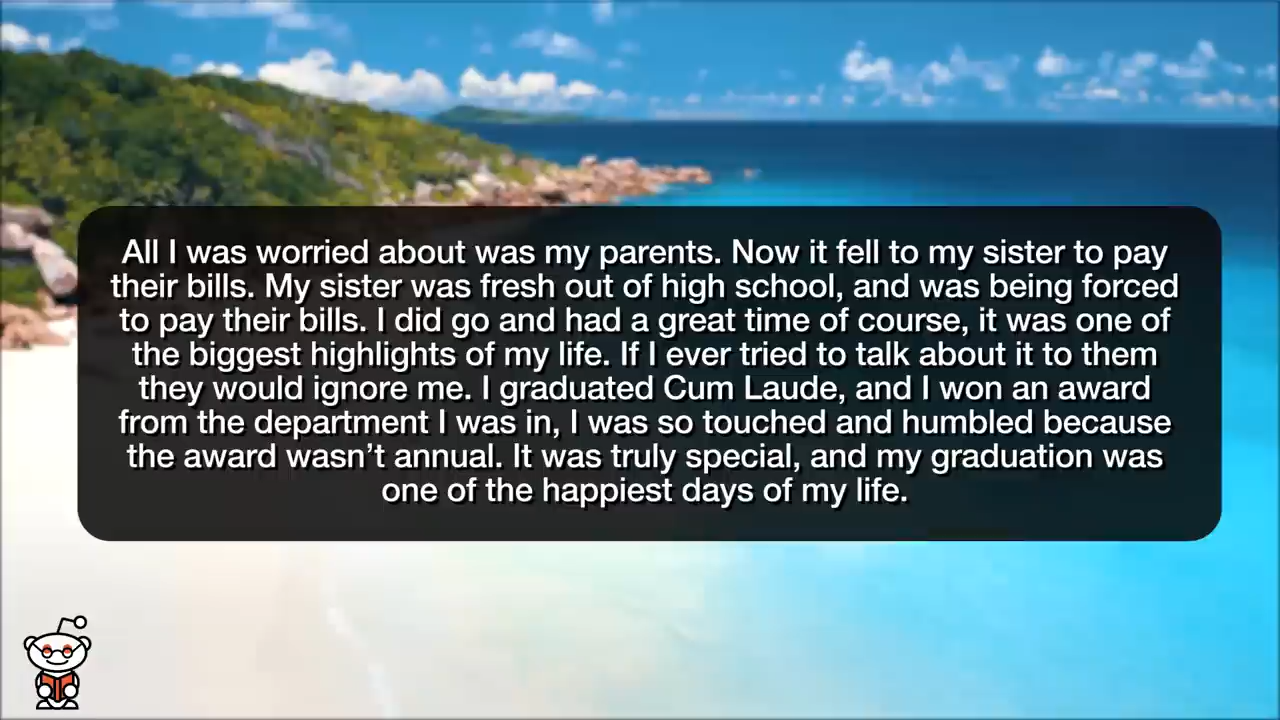 All I was worried about was my parents. Now it fell to my sister to pay
their bills. My sister was fresh out of high school, and was being forced
to pay their bills. I did go and had a great time of course, it was one of
the biggest highlights of my life. If I ever tried to talk about it to them
they would ignore me. I graduated Cum Laude, and I won an award
from the department I was in, I was so touched and humbled because
the award wasn’t annual. It was truly special, and my graduation was
one of the happiest days of my life.